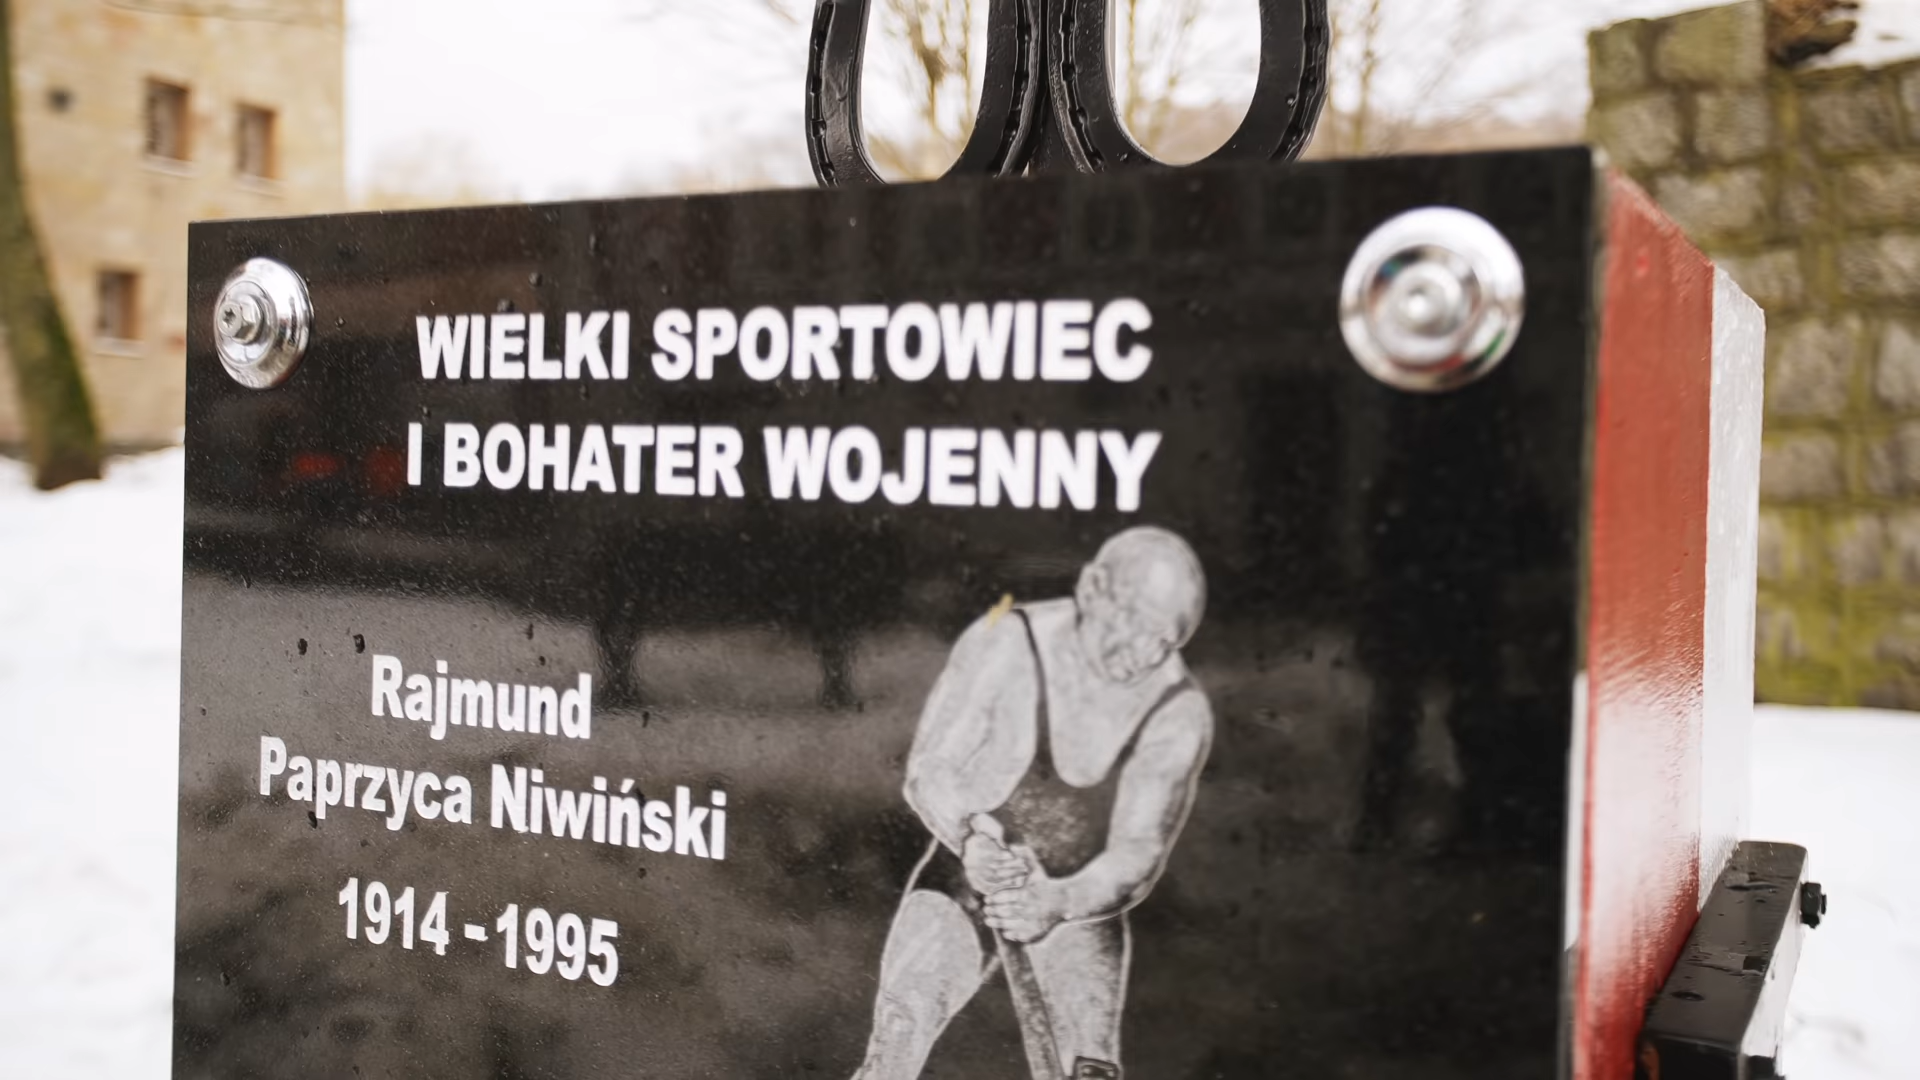 WIELKI SPORTOWIEC
I BOHATER WOJENNY
Rajmund
Paprzyca Niwiński
1914 - 1995